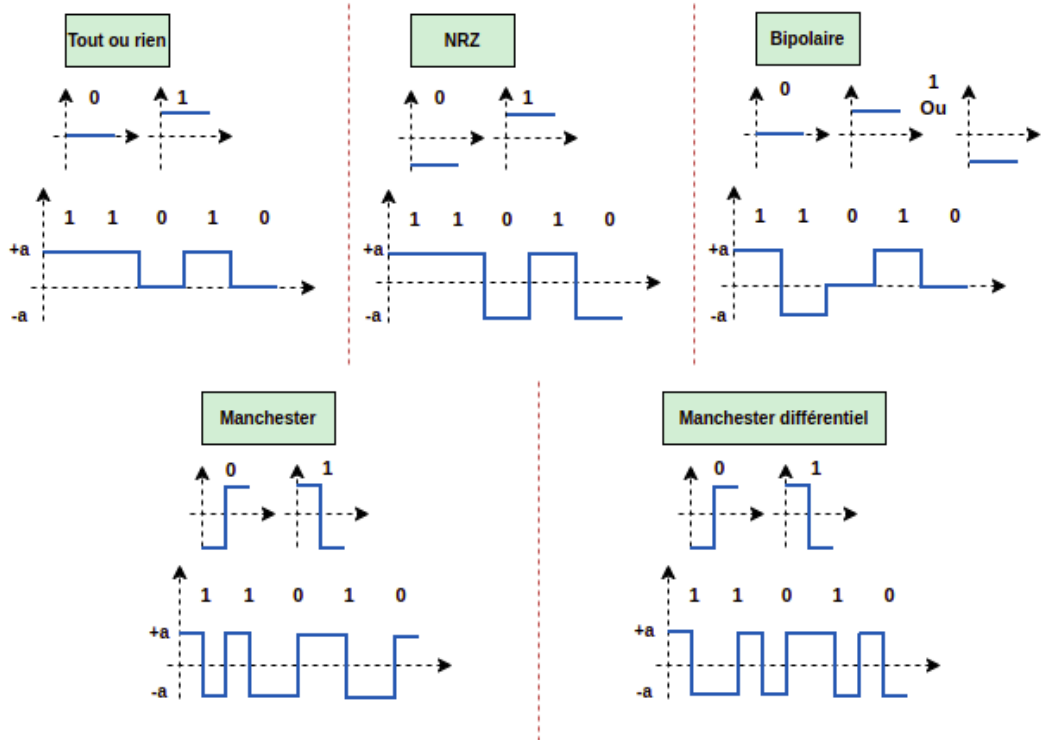 Tout ou rien
0 1
1 1 0 1 0
+a
-a
NRZ
0 1
1 1 0 1 0
+a
-a
Bipolaire
0 1
Ou
1 1 0 1 0
+a
-a
Manchester
0 1
1 1 0 1 0
+a
-a
Manchester différentiel
0 1
1 1 0 1 0
+a
-a